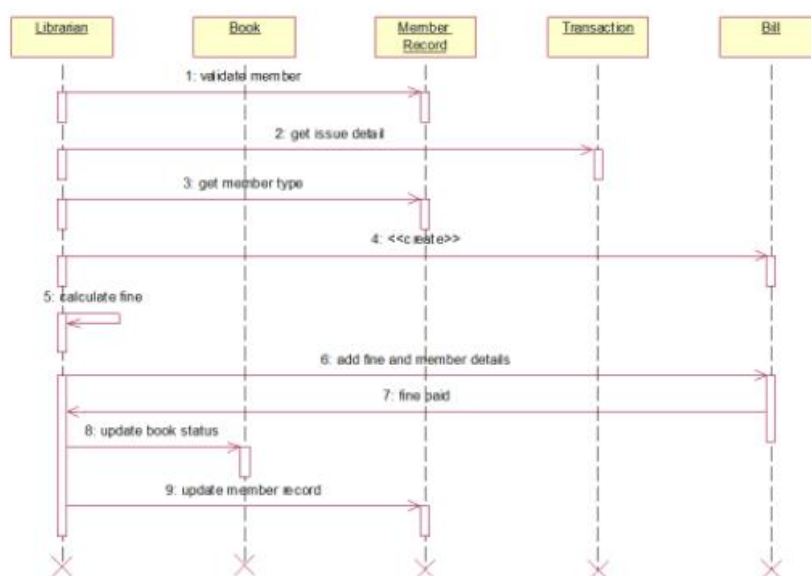 Librarian
Book
Member
Record
Transaction
Bill
1: validate member
2: get issue detail
3: get member type
4: <<create>>
5: calculate fine
6: add fine and member details
7: fine paid
8: update book status
9: update member record